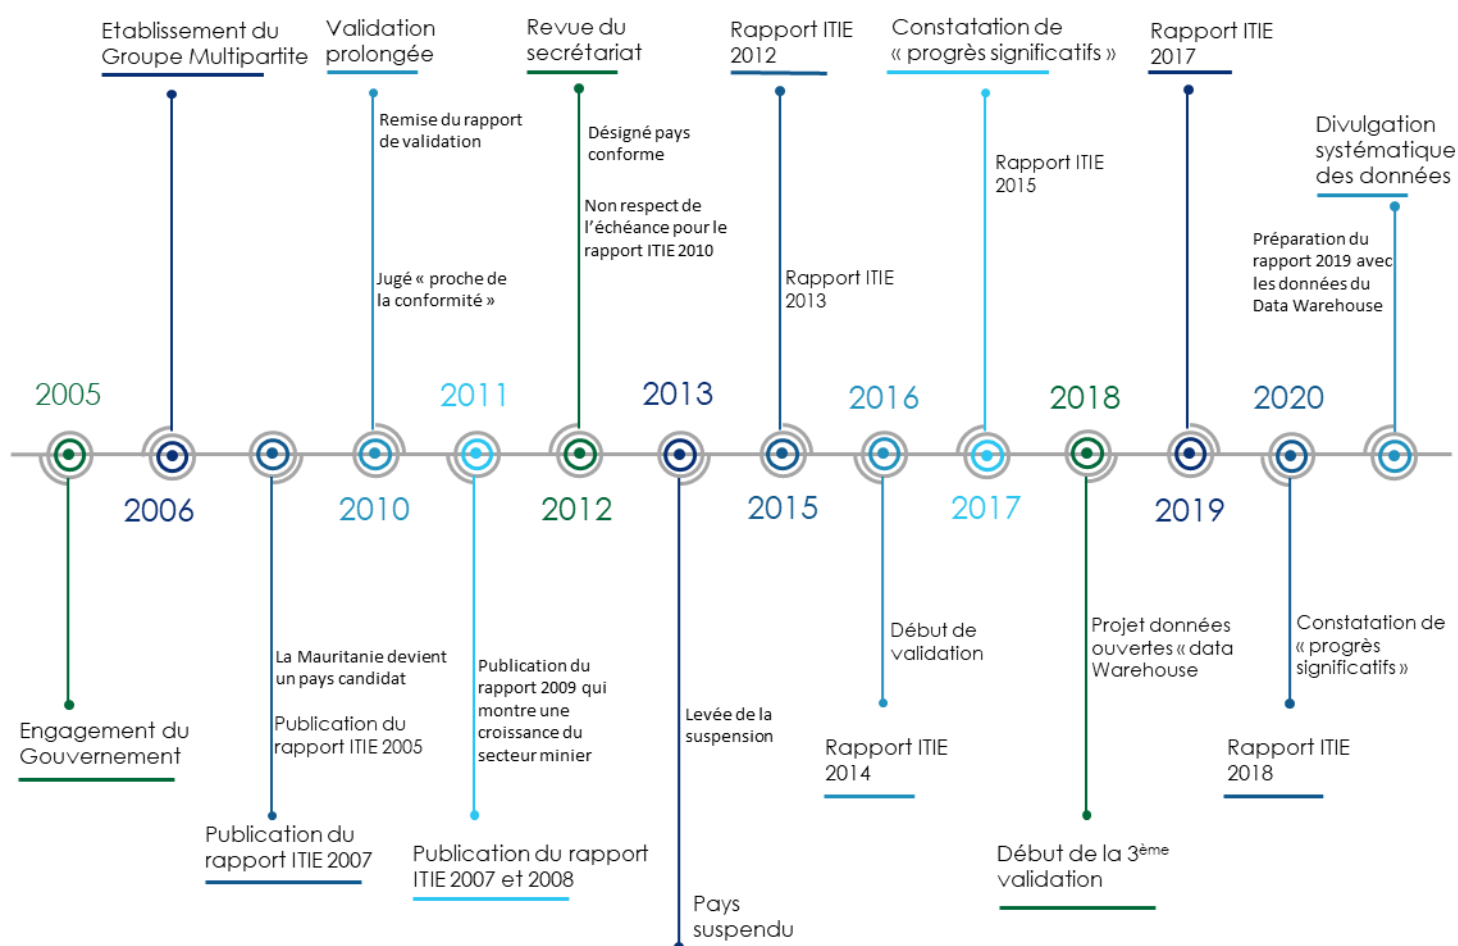 Etablissement du
Groupe Multipartite
Validation
prolongée
Remise du rapport
de validation
Jugé « proche de
la conformité »
Revue du
secrétariat
Désigné pays
conforme
Non respect de
l'échéance pour le
rapport ITIE 2010
Rapport ITIE
2012
Rapport ITIE
2013
Constatation de
« progrès significatifs »
Rapport ITIE
2015
Rapport ITIE
2017
Divulgation
systématique
des données
Préparation du
rapport 2019 avec
les données du
Data Warehouse
2005
2011
2013
2016
2018
2020
2006
2010
2012
2015
2017
2019
Engagement du
Gouvernement
La Mauritanie devient
un pays candidat
Publication du
rapport ITIE 2005
Publication du
rapport ITIE 2007
Publication du
rapport 2009 qui
montre une
croissance du
secteur minier
Publication du rapport
ITIE 2007 et 2008
Levée de la
suspension
Pays
suspendu
Début de
validation
Rapport ITIE
2014
Projet données
ouvertes « data
Warehouse
Début de la 3ème
validation
Constatation de
« progrès
significatifs »
Rapport ITIE
2018